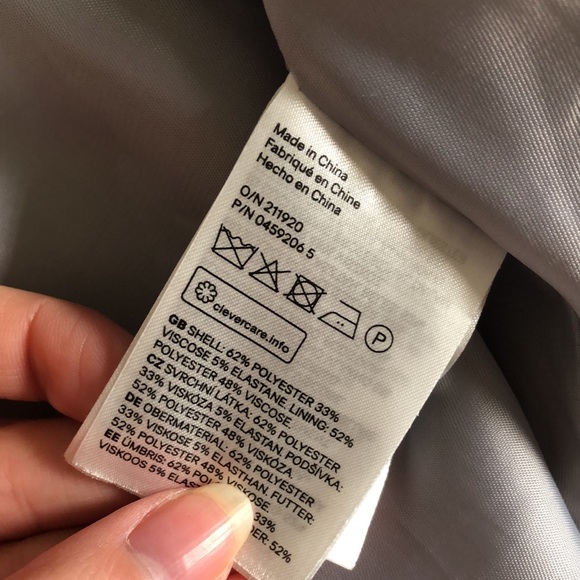 Made in China
Fabriqué en Chine
Hecho en China
O/N 211920
P/N 0459206 5
P
clevercare.info
GB SHELL: 62% POLYESTER 33%
VISCOSE 5% ELASTANE. LINING: 52%
POLYESTER 48% VISCOSE.
CZ SVRCHNÍ LÁTKA: 62% POLYESTER
33% VISKÓZA 5% ELASTAN. PODŠÍVKA:
52% POLYESTER 48% VISKÓZA
DE OBERMATERIAL: 62% POLYESTER
33% VISKOSE 5% ELASTHAN. FUTTER:
52% POLYESTER 48% VISKOSE
EE ÜMBRIS: 62% 33%
VISKOOS 5% 52%